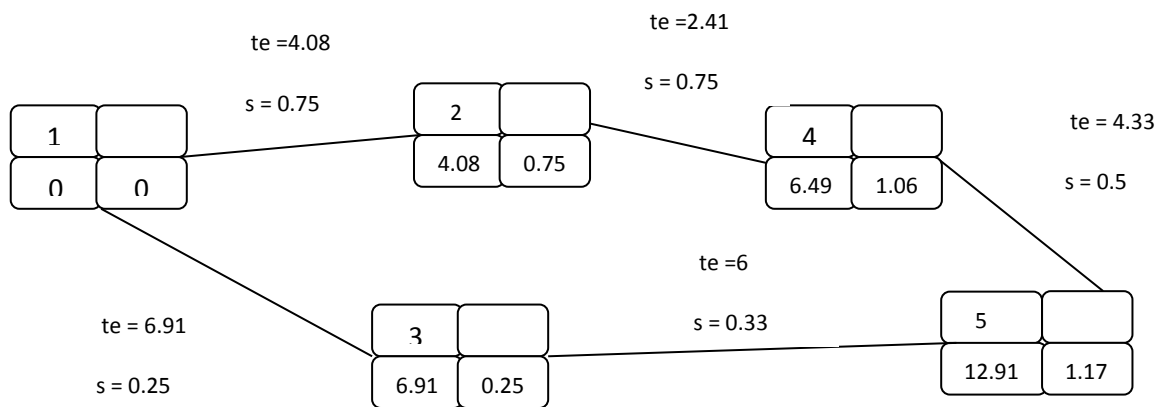 te =2.41
te =4.08
s = 0.75
s = 0.75
1
2
4
te = 4.33
0 0
4.08 0.75
6.49 1.06
s = 0.5
te =6
te = 6.91
3
s = 0.33
5
s = 0.25
6.91 0.25
12.91 1.17